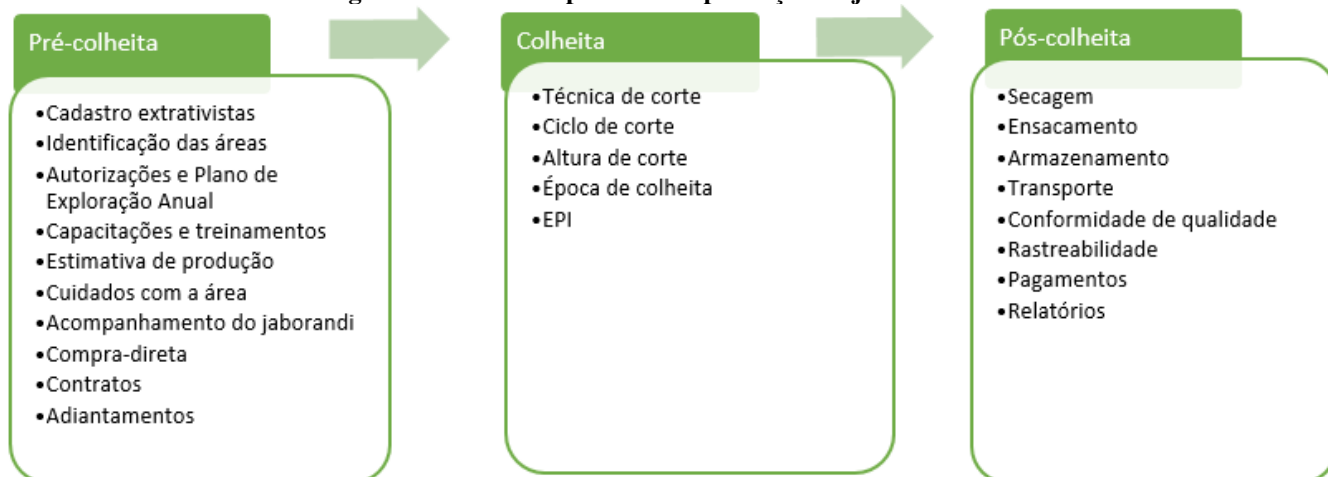 Pré-colheita
•Cadastro extrativistas
•Identificação das áreas
•Autorizações e Plano de
Exploração Anual
•Capacitações e treinamentos
•Estimativa de produção
•Cuidados com a área
•Acompanhamento do jaborandi
•Compra-direta
•Contratos
•Adiantamentos
Colheita
•Técnica de corte
•Ciclo de corte
•Altura de corte
•Época de colheita
•EPI
Pós-colheita
•Secagem
•Ensacamento
•Armazenamento
•Transporte
•Conformidade de qualidade
•Rastreabilidade
•Pagamentos
•Relatórios